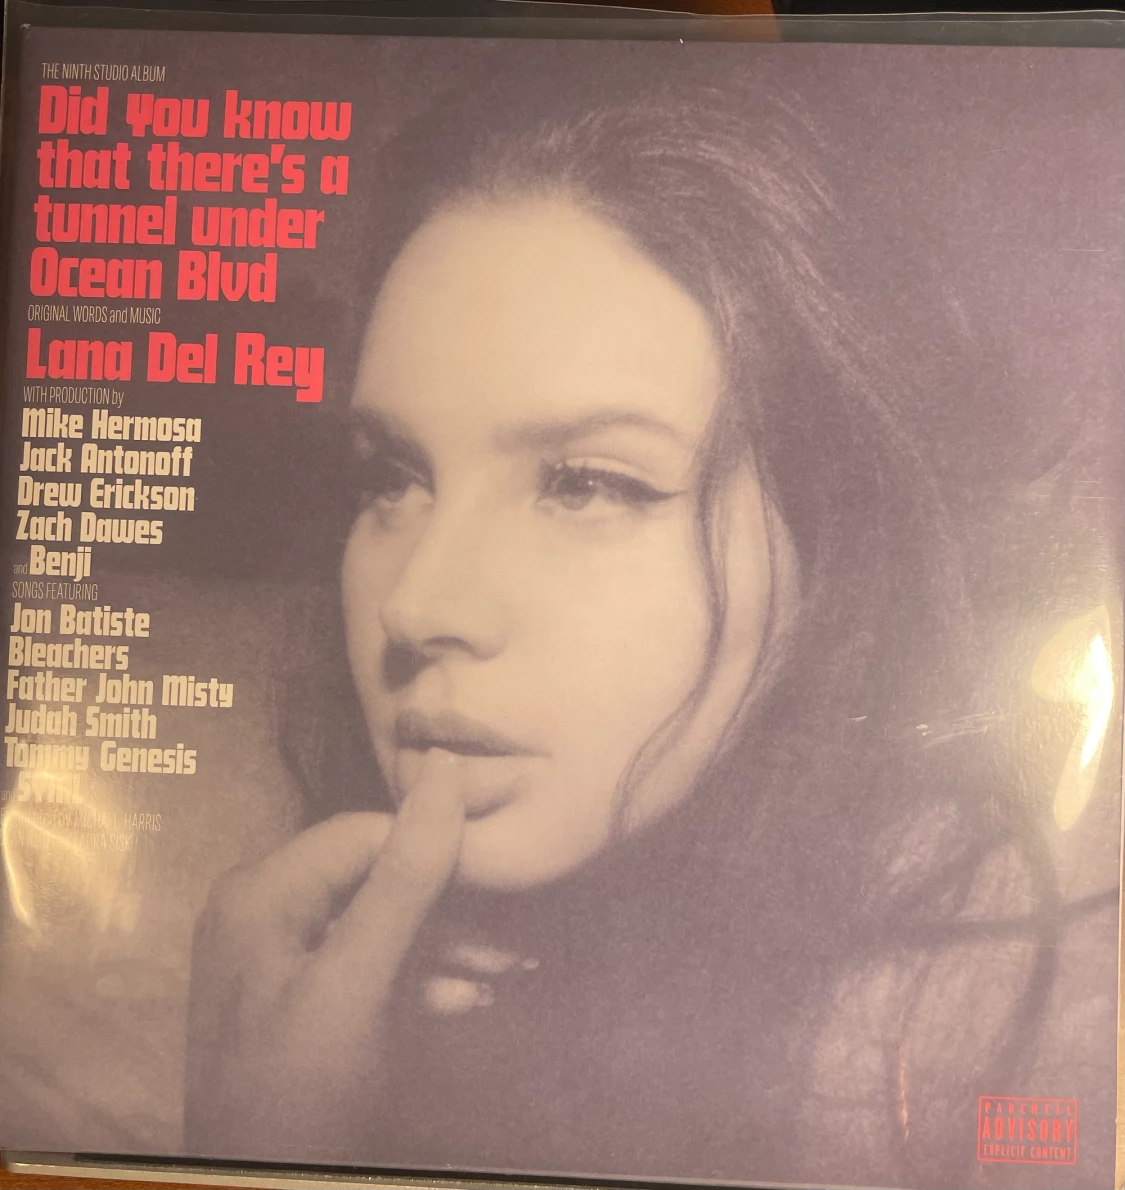 THE NINTH STUDIO ALBUM
Did you know
that there's a
tunnel under
Ocean Blvd
ORIGINAL WORDS and MUSIC
Lana Del Rey
WITH PRODUCTION by
Mike Hermosa
Jack Antonoff
Drew Erickson
Zach Dawes
and Benji
SONGS FEATURING
Jon Batiste
Bleachers
Father John Misty
Judah Smith
Tommy Genesis
MICHAEL HARRIS
PARENTAL
ADVISORY
EXPLICIT CONTENT